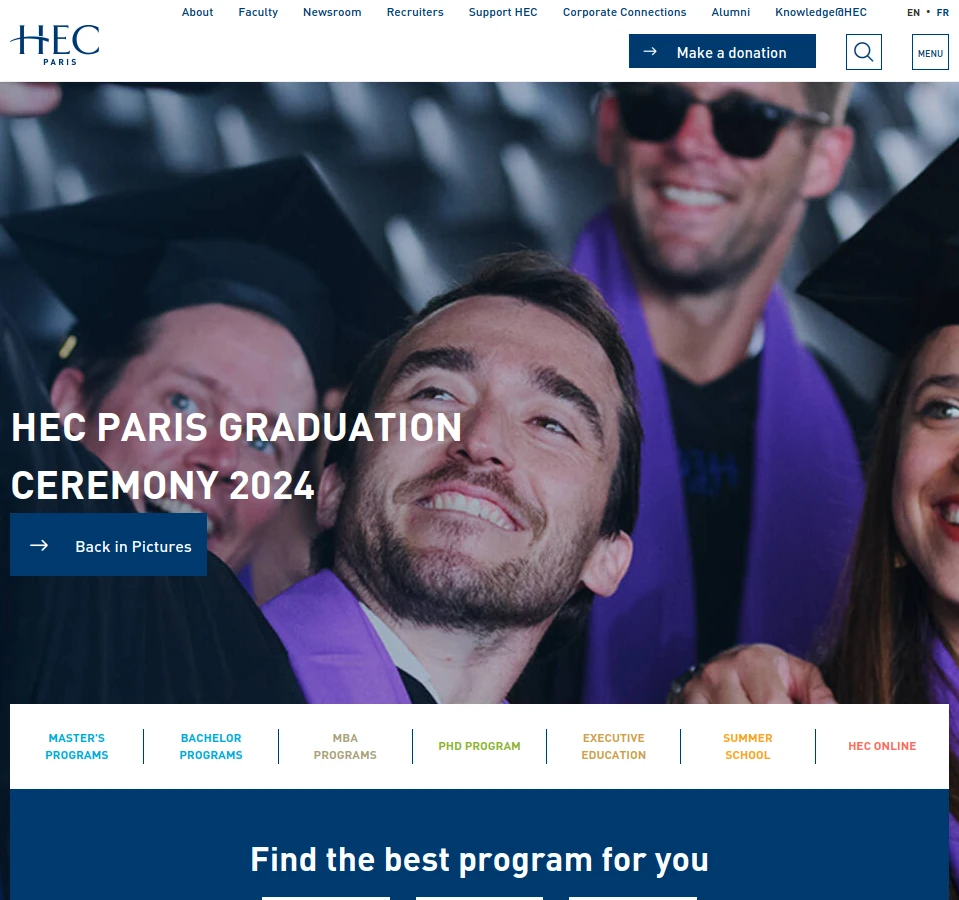 About Faculty Newsroom Recruiters Support HEC Corporate Connections Alumni Knowledge@HEC EN • FR
HEC
PARIS
Make a donation
MENU
HEC PARIS GRADUATION
CEREMONY 2024
Back in Pictures
MASTER'S
PROGRAMS
BACHELOR
PROGRAMS
MBA
PROGRAMS
PHD PROGRAM
EXECUTIVE
EDUCATION
SUMMER
SCHOOL
HEC ONLINE
Find the best program for you